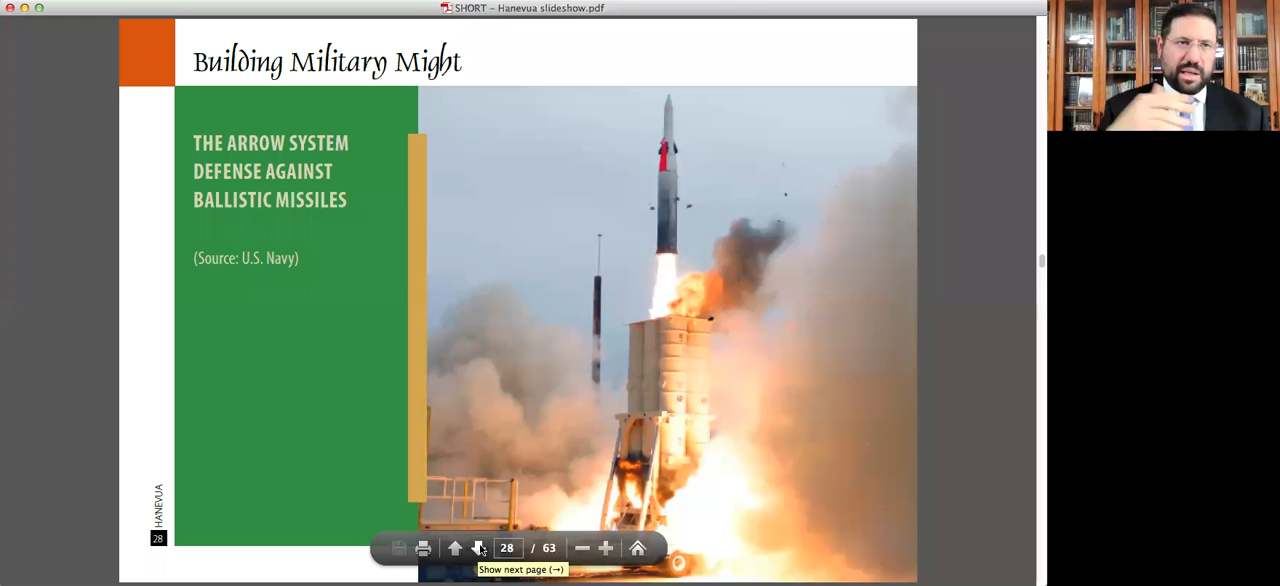 SHORT - Hanevua slideshow.pdf
Building Military Might
THE ARROW SYSTEM
DEFENSE AGAINST
BALLISTIC MISSILES
(Source: U.S. Navy)
HANEVUA
28
28 / 63
Show next page (→)